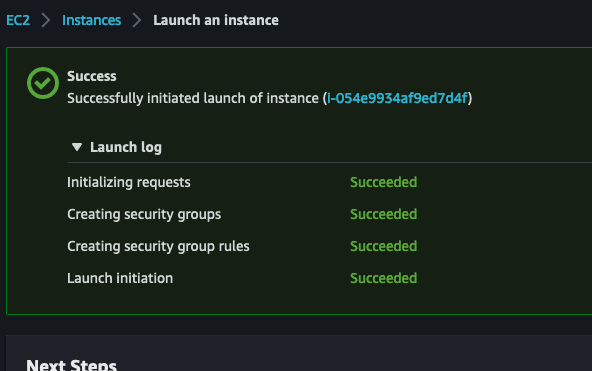 EC2 > Instances > Launch an instance
Success
Successfully initiated launch of instance (i-054e9934af9ed7d4f)
Launch log
Initializing requests Succeeded
Creating security groups Succeeded
Creating security group rules Succeeded
Launch initiation Succeeded
Next Steps